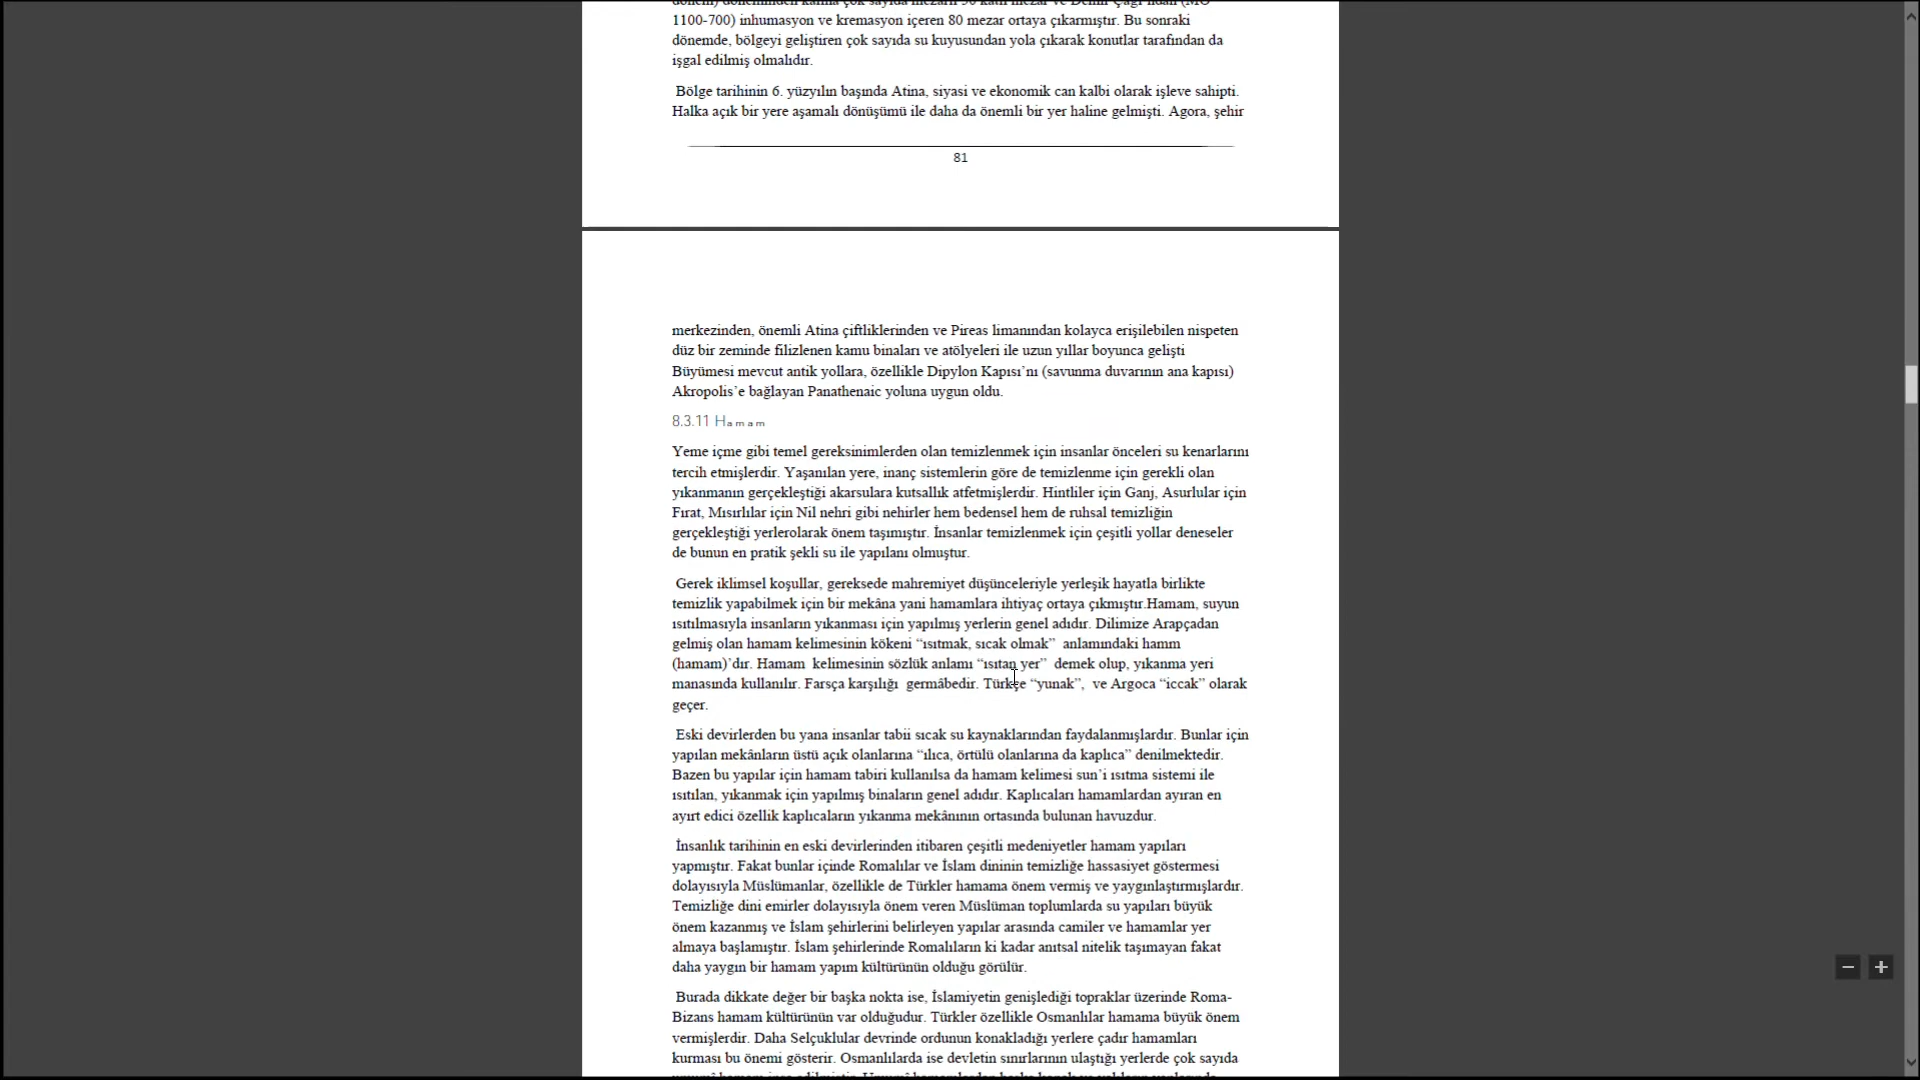 1100-700) inhumasyon ve kremasyon içeren 80 mezar ortaya çıkarmıştır. Bu sonraki
dönemde, bölgeyi geliştiren çok sayıda su kuyusundan yola çıkarak konutlar tarafından da
işgal edilmiş olmalıdır.
Bölge tarihinin 6. yüzyılın başında Atina, siyasi ve ekonomik can kalbi olarak işleve sahipti.
Halka açık bir yere aşamalı dönüşümü ile daha da önemli bir yer haline gelmişti. Agora, şehir
81
merkezinden, önemli Atina çiftliklerinden ve Pireas limanından kolayca erişilebilen nispeten
düz bir zeminde filizlenen kamu binaları ve atölyeleri ile uzun yıllar boyunca gelişti
Büyümesi mevcut antik yollara, özellikle Dipylon Kapısı’nı (savunma duvarının ana kapısı)
Akropolis’e bağlayan Panathenaic yoluna uygun oldu.
8.3.11 Hamam
Yeme içme gibi temel gereksinimlerden olan temizlenmek için insanlar önceleri su kenarlarını
tercih etmişlerdir. Yaşanılan yere, inanç sistemlerin göre de temizlenme için gerekli olan
yıkanmanın gerçekleştiği akarsulara kutsallık atfetmişlerdir. Hintliler için Ganj, Asurlular için
Fırat, Mısırlılar için Nil nehri gibi nehirler hem bedensel hem de ruhsal temizliğin
gerçekleştiği yerlerolarak önem taşımıştır. İnsanlar temizlenmek için çeşitli yollar deneseler
de bunun en pratik şekli su ile yapılanı olmuştur.
Gerek iklimsel koşullar, gereksede mahremiyet düşünceleriyle yerleşik hayatla birlikte
temizlik yapabilmek için bir mekâna yani hamamlara ihtiyaç ortaya çıkmıştır.Hamam, suyun
ısıtılmasıyla insanların yıkanması için yapılmış yerlerin genel adıdır. Dilimize Arapçadan
gelmiş olan hamam kelimesinin kökeni “ısıtmak, sıcak olmak” anlamındaki hamm
(hamam)’dır. Hamam kelimesinin sözlük anlamı “ısıtan yer” demek olup, yıkanma yeri
manasında kullanılır. Farsça karşılığı germâbedir. Türkçe “yunak”, ve Argoca “iccak” olarak
geçer.
Eski devirlerden bu yana insanlar tabii sıcak su kaynaklarından faydalanmışlardır. Bunlar için
yapılan mekânların üstü açık olanlarına “ılıca, örtülü olanlarına da kaplıca” denilmektedir.
Bazen bu yapılar için hamam tabiri kullanılsa da hamam kelimesi sun’i ısıtma sistemi ile
ısıtılan, yıkanmak için yapılmış binaların genel adıdır. Kaplıcaları hamamlardan ayıran en
ayırt edici özellik kaplıcaların yıkanma mekânının ortasında bulunan havuzdur.
İnsanlık tarihinin en eski devirlerinden itibaren çeşitli medeniyetler hamam yapıları
yapmıştır. Fakat bunlar içinde Romalılar ve İslam dininin temizliğe hassasiyet göstermesi
dolayısıyla Müslümanlar, özellikle de Türkler hamama önem vermiş ve yaygınlaştırmışlardır.
Temizliğe dini emirler dolayısıyla önem veren Müslüman toplumlarda su yapıları büyük
önem kazanmış ve İslam şehirlerini belirleyen yapılar arasında camiler ve hamamlar yer
almaya başlamıştır. İslam şehirlerinde Romalıların ki kadar anıtsal nitelik taşımayan fakat
daha yaygın bir hamam yapım kültürünün olduğu görülür.
Burada dikkate değer bir başka nokta ise, İslamiyetin genişlediği topraklar üzerinde Roma-
Bizans hamam kültürünün var olduğudur. Türkler özellikle Osmanlılar hamama büyük önem
vermişlerdir. Daha Selçuklular devrinde ordunun konakladığı yerlere çadır hamamları
kurması bu önemi gösterir. Osmanlılarda ise devletin sınırlarının ulaştığı yerlerde çok sayıda